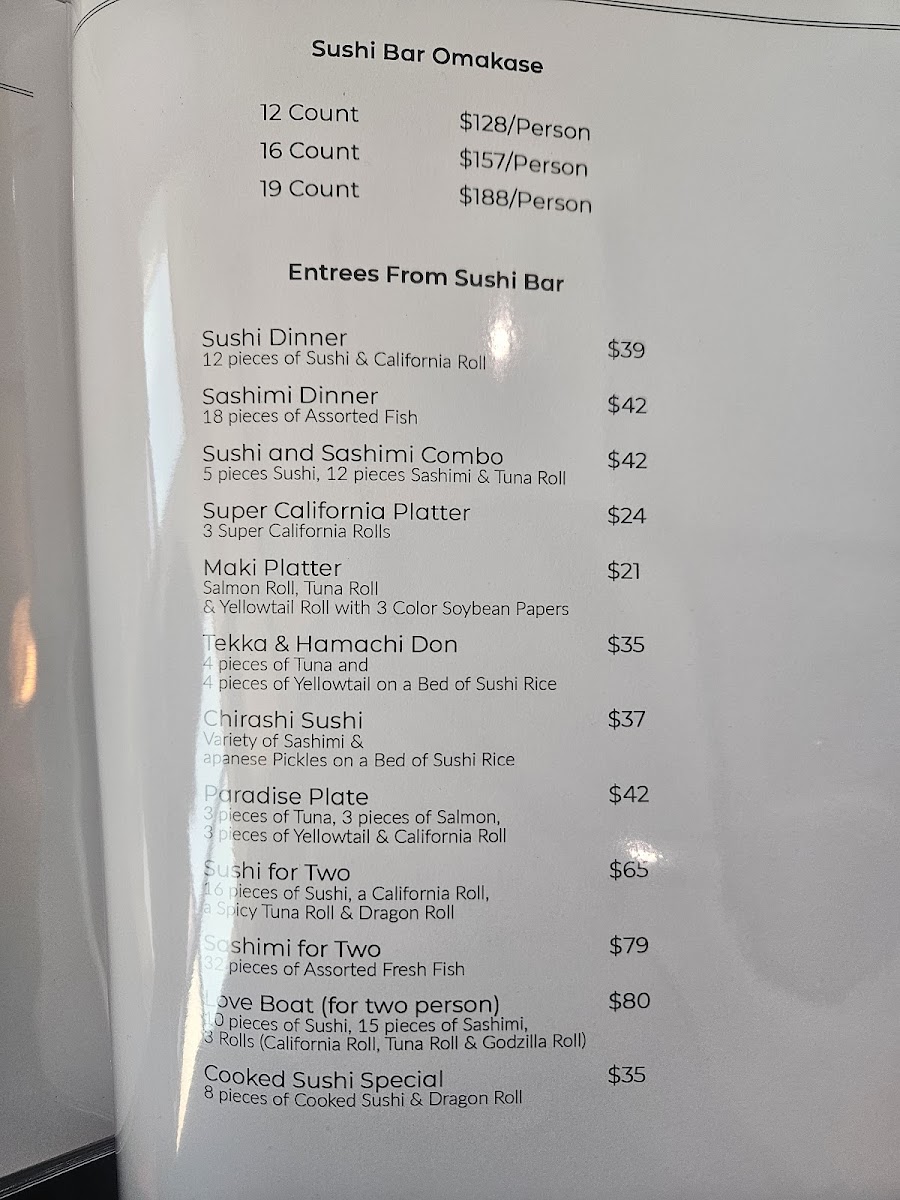 Sushi Bar Omakase
12 Count $128/Person
16 Count $157/Person
19 Count $188/Person
Entrees From Sushi Bar
Sushi Dinner $39
12 pieces of Sushi & California Roll
Sashimi Dinner $42
18 pieces of Assorted Fish
Sushi and Sashimi Combo $42
5 pieces Sushi, 12 pieces Sashimi & Tuna Roll
Super California Platter $24
3 Super California Rolls
Maki Platter $21
Salmon Roll, Tuna Roll
& Yellowtail Roll with 3 Color Soybean Papers
Tekka & Hamachi Don $35
4 pieces of Tuna and
4 pieces of Yellowtail on a Bed of Sushi Rice
Chirashi Sushi $37
Variety of Sashimi &
apanese Pickles on a Bed of Sushi Rice
Paradise Plate $42
3 pieces of Tuna, 3 pieces of Salmon,
3 pieces of Yellowtail & California Roll
Sushi for Two $65
16 pieces of Sushi, a California Roll,
a Spicy Tuna Roll & Dragon Roll
Sashimi for Two $79
32 pieces of Assorted Fresh Fish
Love Boat (for two person) $80
10 pieces of Sushi, 15 pieces of Sashimi,
3 Rolls (California Roll, Tuna Roll & Godzilla Roll)
Cooked Sushi Special $35
8 pieces of Cooked Sushi & Dragon Roll